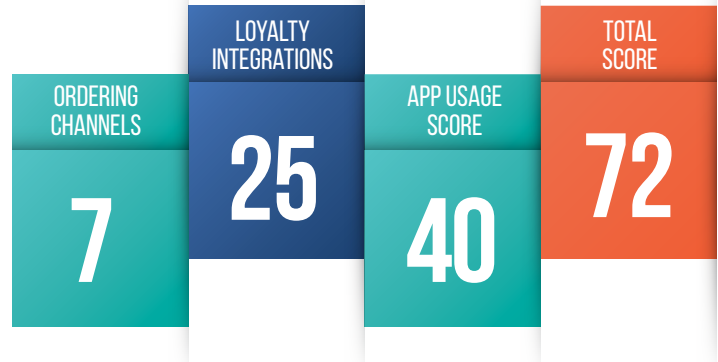 ORDERING
CHANNELS
7
LOYALTY
INTEGRATIONS
25
APP USAGE
SCORE
40
TOTAL
SCORE
72